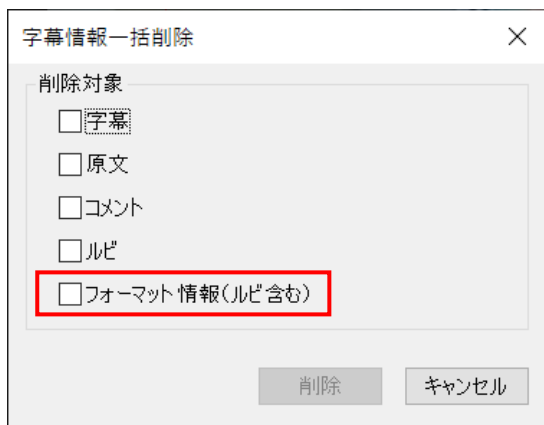 字幕情報一括削除
削除対象
字幕
原文
コメント
ルビ
フォーマット情報(ルビ含む)
削除
キャンセル